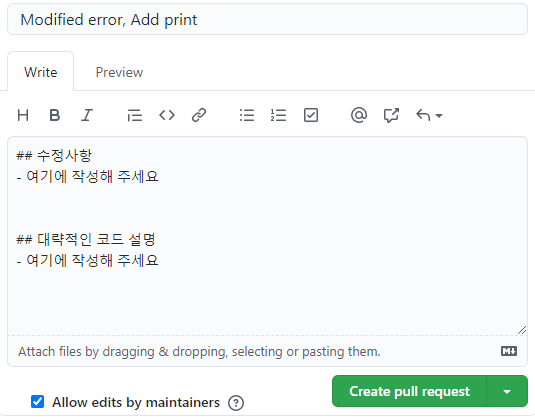 Modified error, Add print
Write Preview
## 수정사항
- 여기에 작성해 주세요
## 대략적인 코드 설명
- 여기에 작성해 주세요
Attach files by dragging & dropping, selecting or pasting them.
Allow edits by maintainers
Create pull request